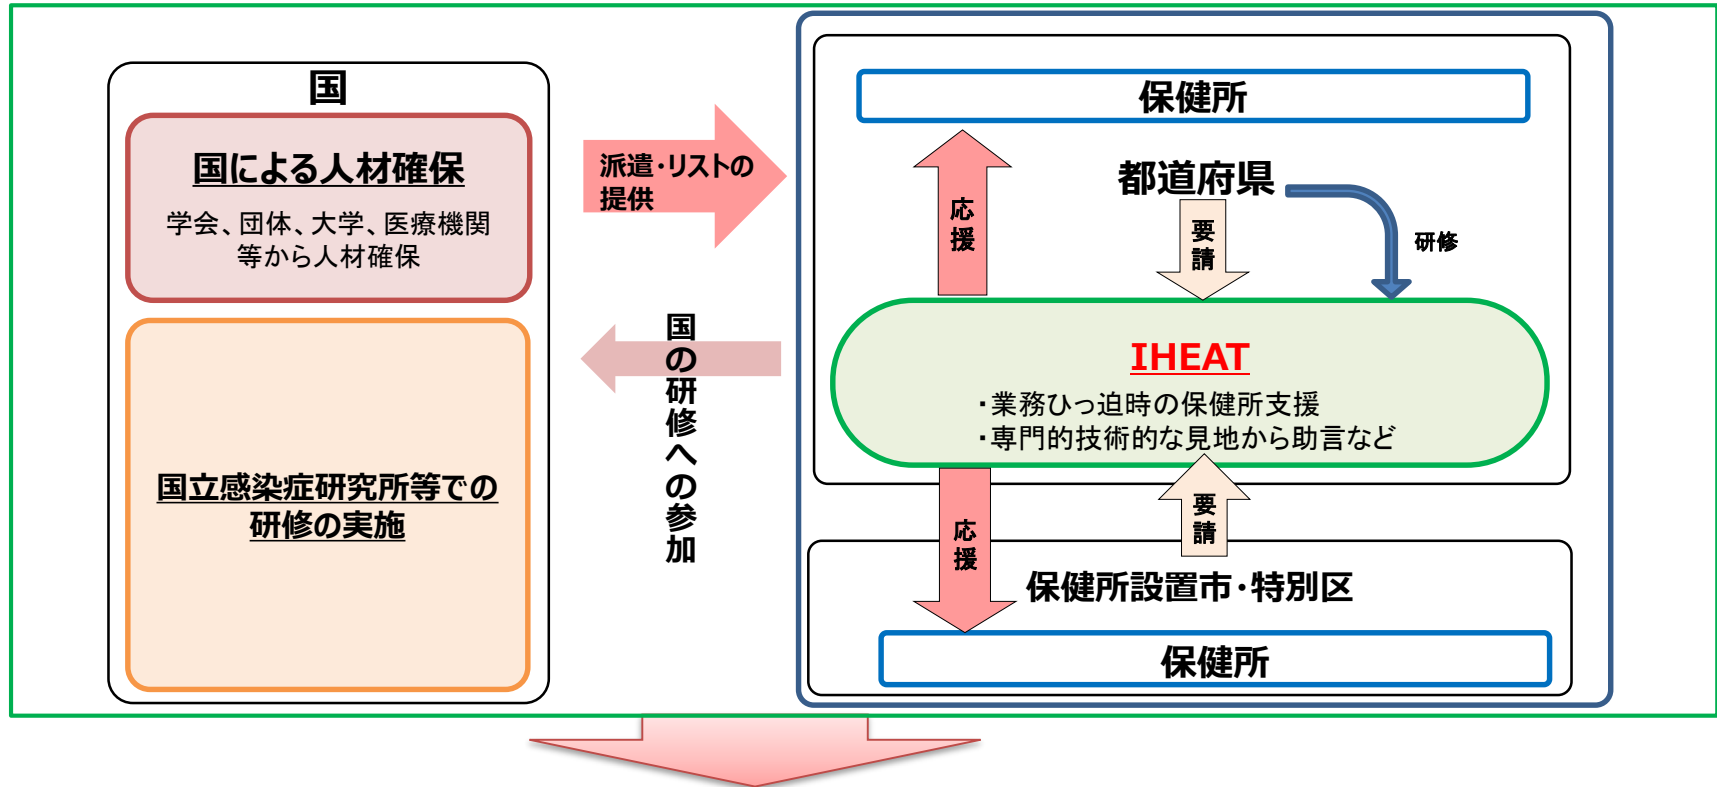 国
国による人材確保
学会、団体、大学、医療機関
等から人材確保
国立感染症研究所等での
研修の実施
派遣・リストの
提供
国の研修への参加
保健所
都道府県
応援
要請
研修
IHEAT
・業務ひっ迫時の保健所支援
・専門的技術的な見地から助言など
応援
要請
保健所設置市・特別区
保健所